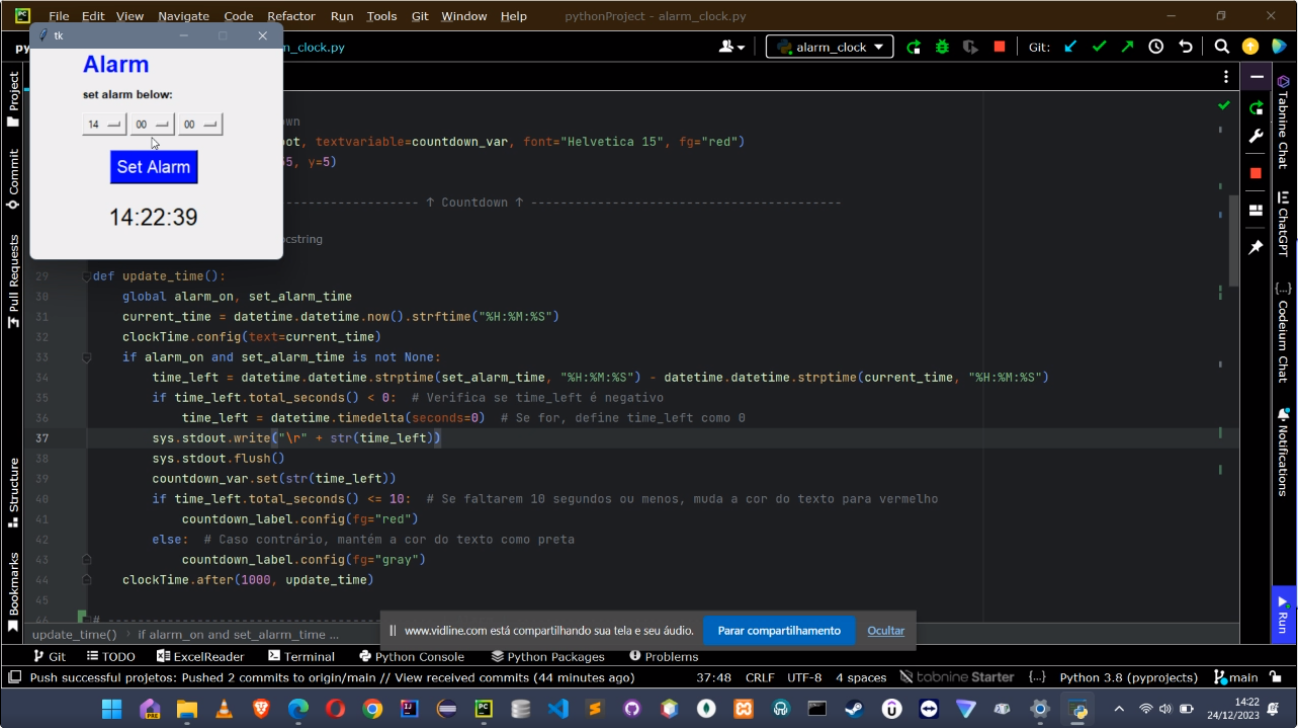 File Edit View Navigate Code Refactor Run Tools Git Window Help pythonProject - alarm_clock.py
tk
n_clock.py
alarm_clock
Git:
Alarm
set alarm below:
14 00 00
Set Alarm
14:22:39
Project
Commit
Pull Requests
Structure
Bookmarks
wn
ot, textvariable=countdown_var, font="Helvetica 15", fg="red")
5, y=5)
----------------- ↑ Countdown ↑ -----------------------------------------
cstring
29 def update_time():
30 global alarm_on, set_alarm_time
31 current_time = datetime.datetime.now().strftime("%H:%M:%S")
32 clockTime.config(text=current_time)
33 if alarm_on and set_alarm_time is not None:
34 time_left = datetime.datetime.strptime(set_alarm_time, "%H:%M:%S") - datetime.datetime.strptime(current_time, "%H:%M:%S")
35 if time_left.total_seconds() < 0: # Verifica se time_left é negativo
36 time_left = datetime.timedelta(seconds=0) # Se for, define time_left como 0
37 sys.stdout.write("\r" + str(time_left))
38 sys.stdout.flush()
39 countdown_var.set(str(time_left))
40 if time_left.total_seconds() <= 10: # Se faltarem 10 segundos ou menos, muda a cor do texto para vermelho
41 countdown_label.config(fg="red")
42 else: # Caso contrário, mantém a cor do texto como preta
43 countdown_label.config(fg="gray")
44 clockTime.after(1000, update_time)
45
Tabnine Chat
ChatGPT
Codeium Chat
Notifications
Run
www.vidline.com está compartilhando sua tela e seu áudio. Parar compartilhamento Ocultar
update_time() › if alarm_on and set_alarm_time ...
Git TODO ExcelReader Terminal Python Console Python Packages Problems
Push successful projetos: Pushed 2 commits to origin/main // View received commits (44 minutes ago) 37:48 CRLF UTF-8 4 spaces tabnine Starter {...} Python 3.8 (pyprojects) main
14:22
24/12/2023